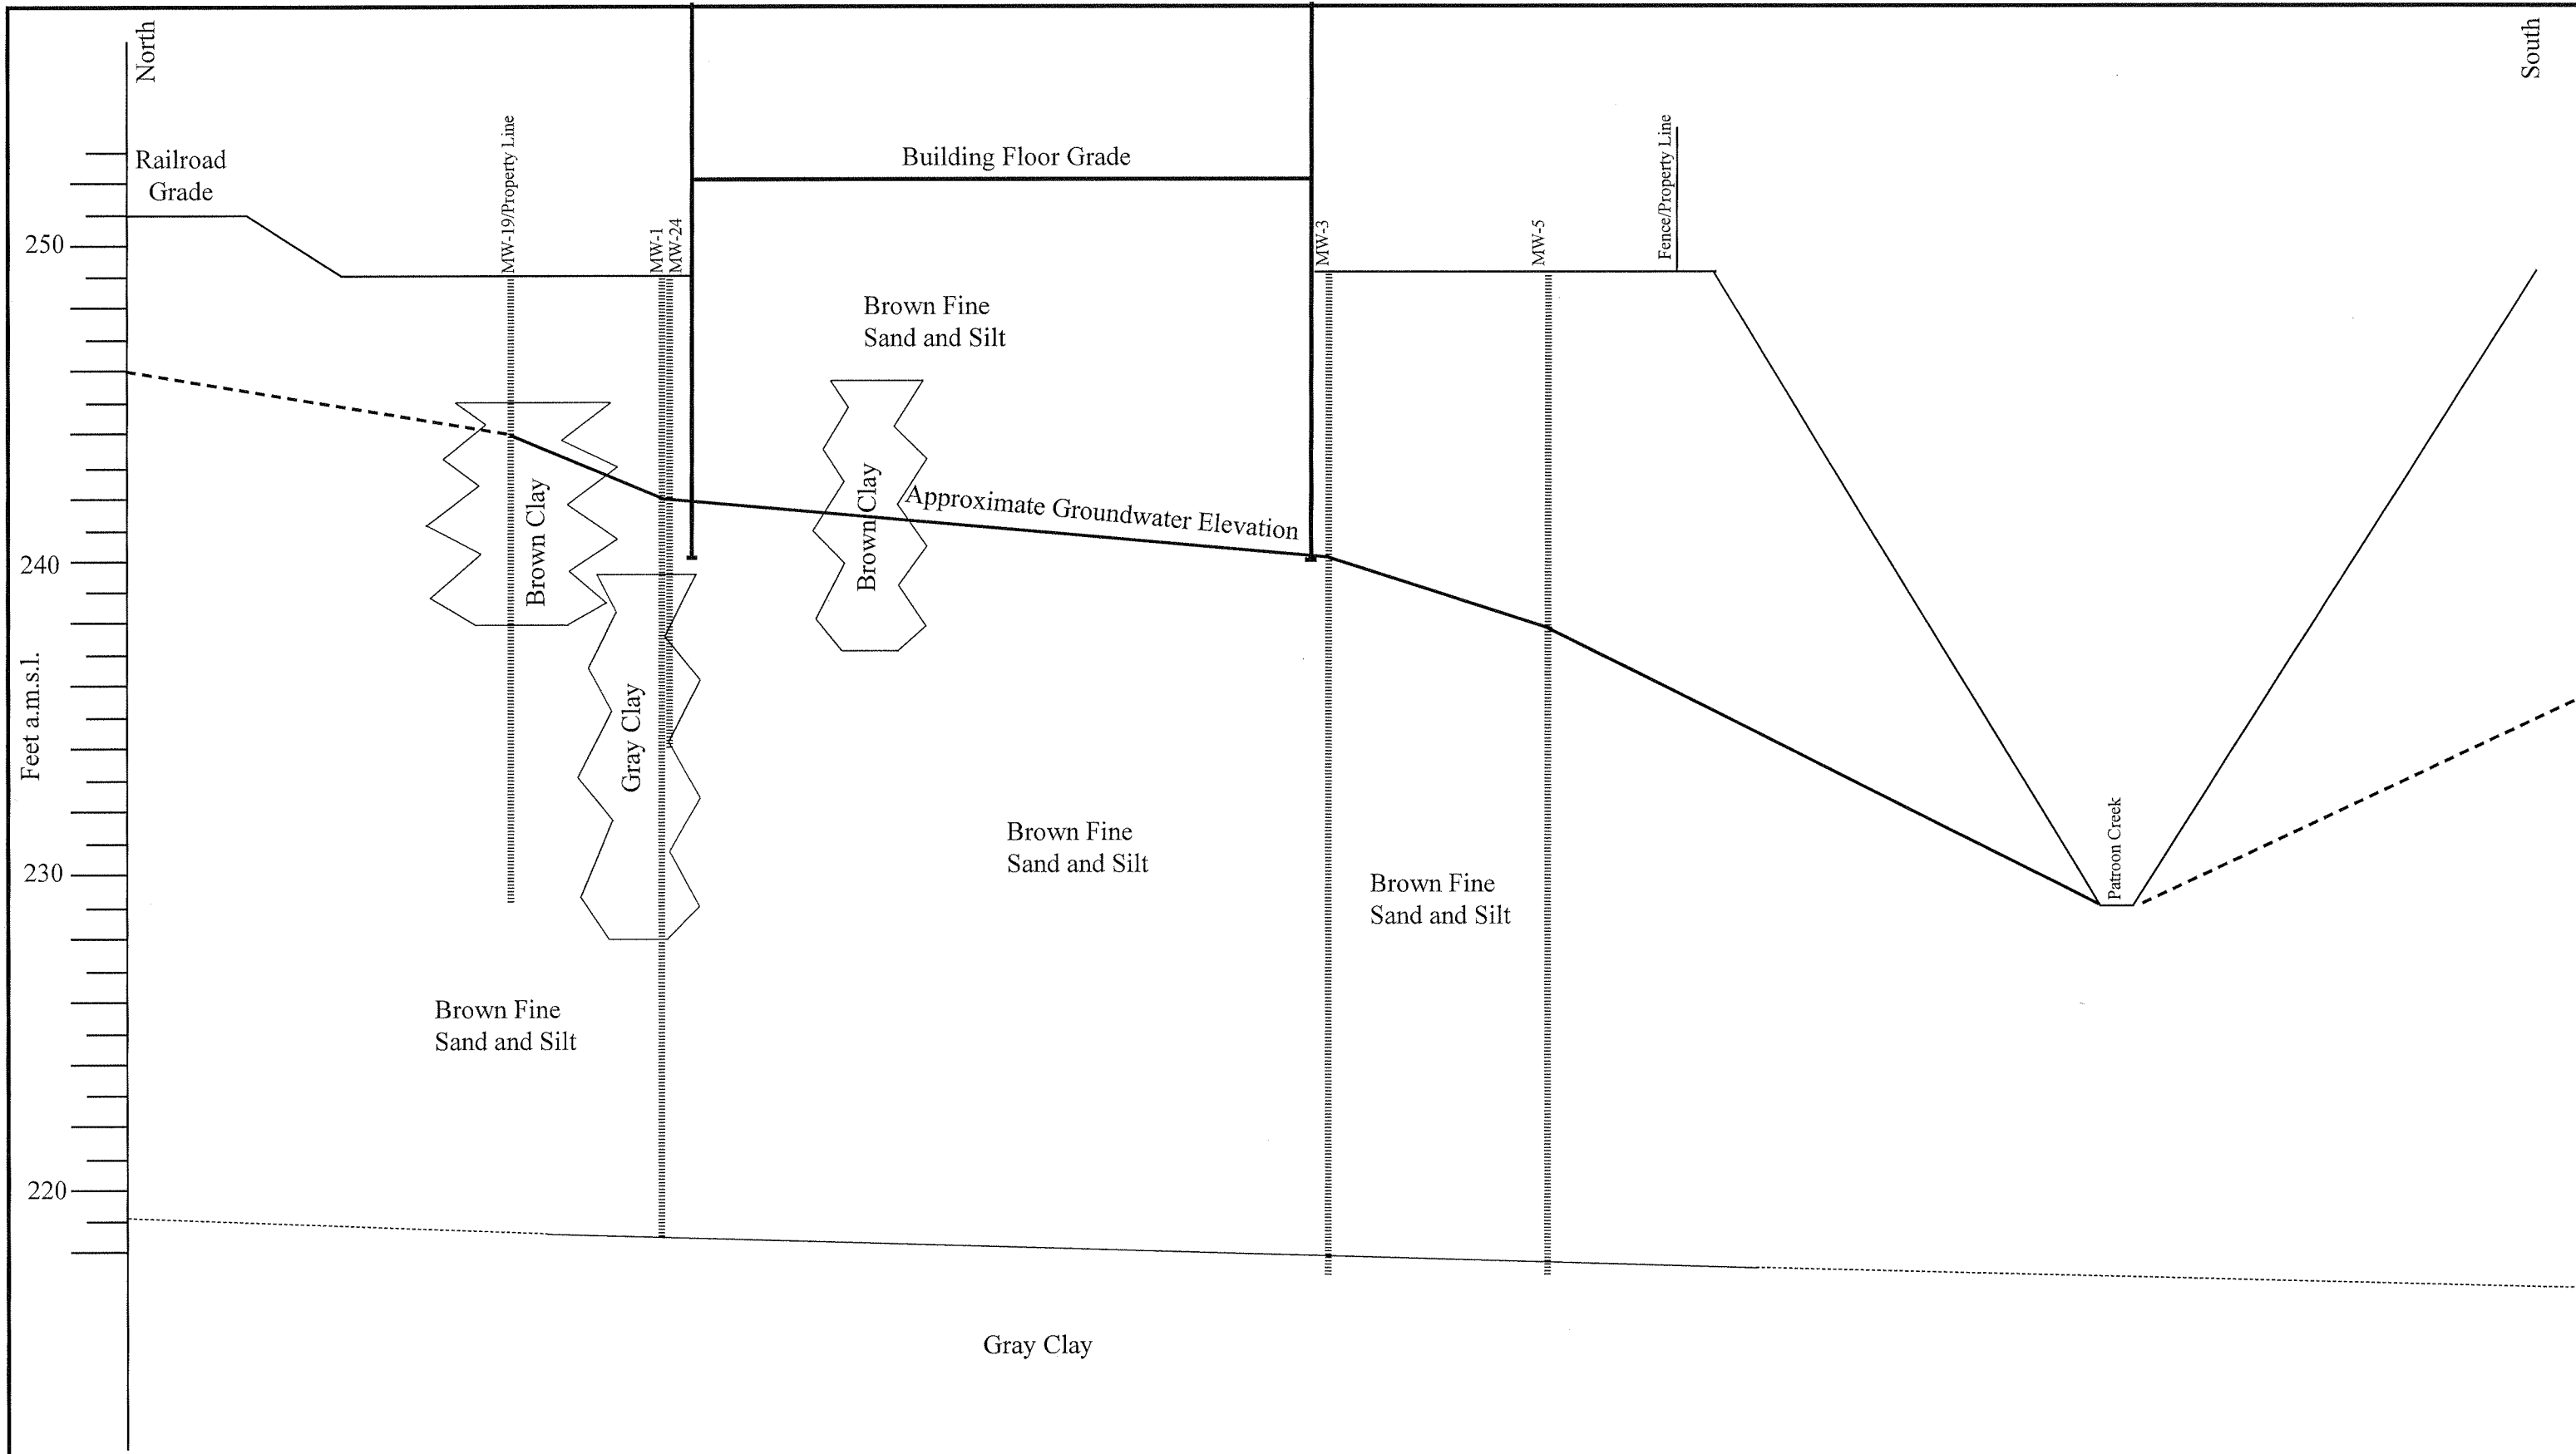 North
South
Railroad
Grade
MW-19/Property Line
MW-1
MW-24
Building Floor Grade
MW-3
MW-5
Fence/Property Line
250
Brown Fine
Sand and Silt
Brown Clay
Brown Clay
Approximate Groundwater Elevation
240
Feet a.m.s.l.
Gray Clay
Brown Fine
Sand and Silt
Patroon Creek
230
Brown Fine
Sand and Silt
Brown Fine
Sand and Silt
220
Gray Clay